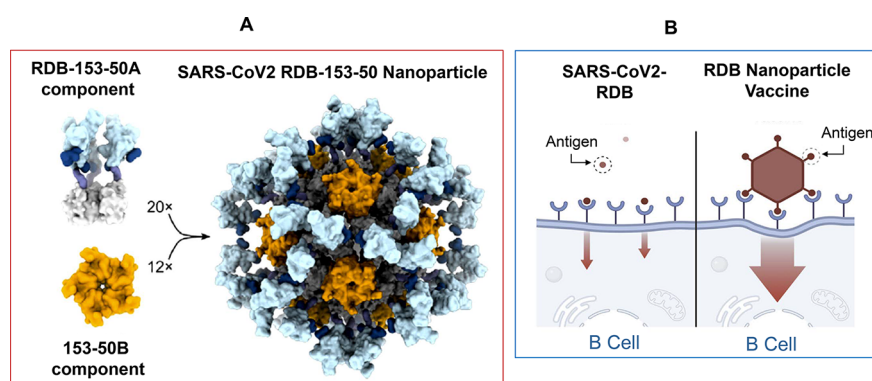 A
RDB-153-50A
component
SARS-CoV2 RDB-153-50 Nanoparticle
20×
12×
153-50B
component
B
SARS-CoV2-
RDB
RDB Nanoparticle
Vaccine
Antigen
Antigen
B Cell
B Cell